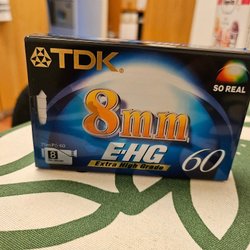 TDK
SO REAL
8mm
E-HG
Extra High Grade
60
8